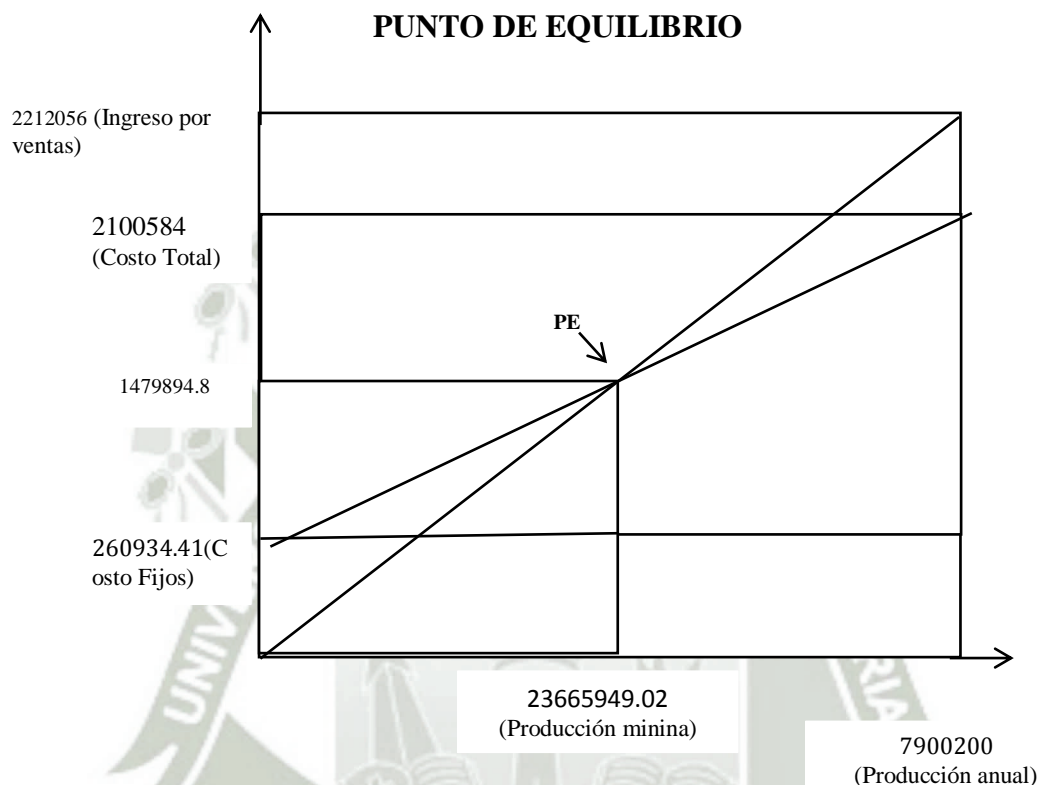 PUNTO DE EQUILIBRIO
2212056 (Ingreso por
ventas)
2100584
(Costo Total)
PE
1479894.8
260934.41(C
osto Fijos)
23665949.02
(Producción minina)
7900200
(Producción anual)